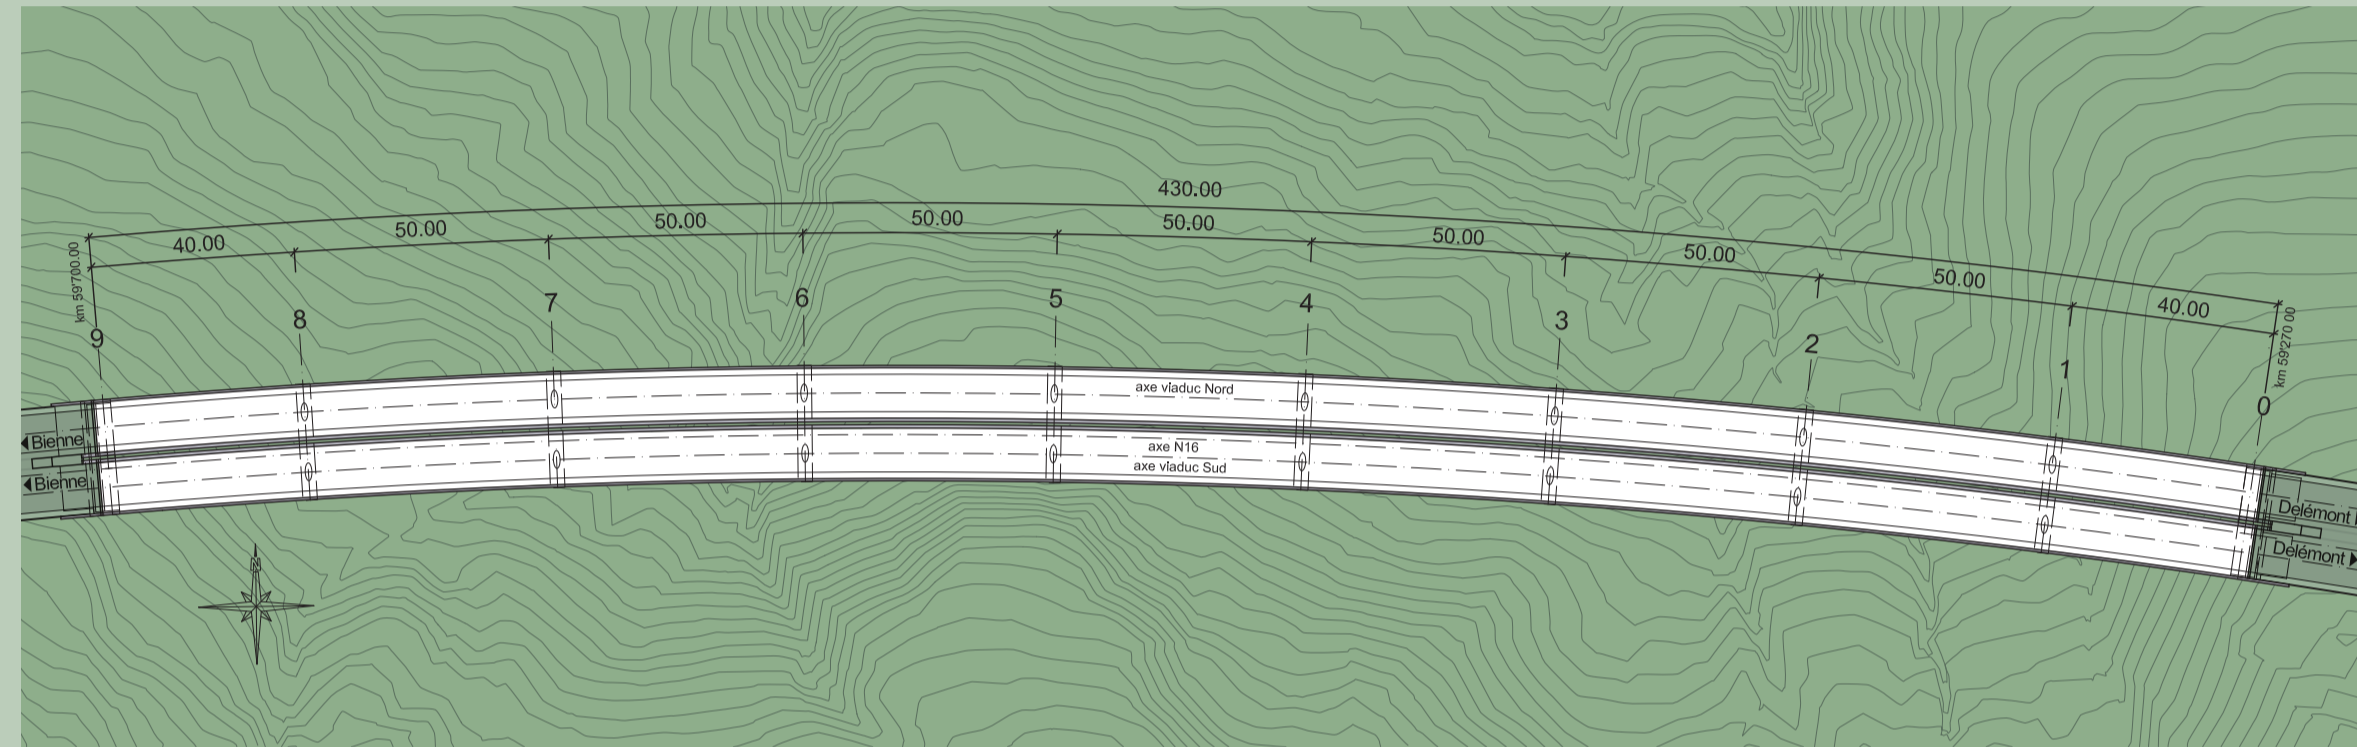 430.00
40.00 50.00 50.00 50.00 50.00 50.00 50.00 50.00 40.00
km 59'700.00
km 59'270 00
9 8 7 6 5 4 3 2 1 0
axe viaduc Nord
axe N16
axe viaduc Sud
Bienne
Bienne
Delémont
Delémont
N